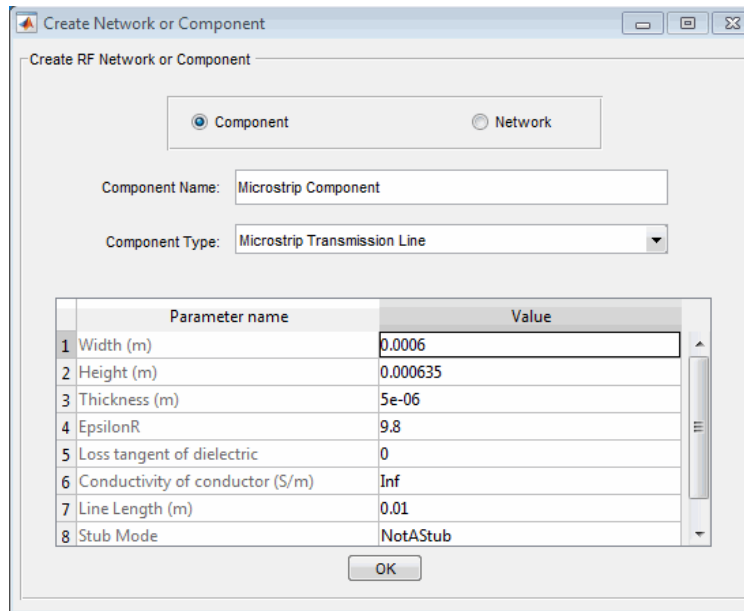 Create Network or Component
Create RF Network or Component
Component Network
Component Name: Microstrip Component
Component Type: Microstrip Transmission Line
Parameter name Value
1 Width (m) 0.0006
2 Height (m) 0.000635
3 Thickness (m) 5e-06
4 EpsilonR 9.8
5 Loss tangent of dielectric 0
6 Conductivity of conductor (S/m) Inf
7 Line Length (m) 0.01
8 Stub Mode NotAStub
OK